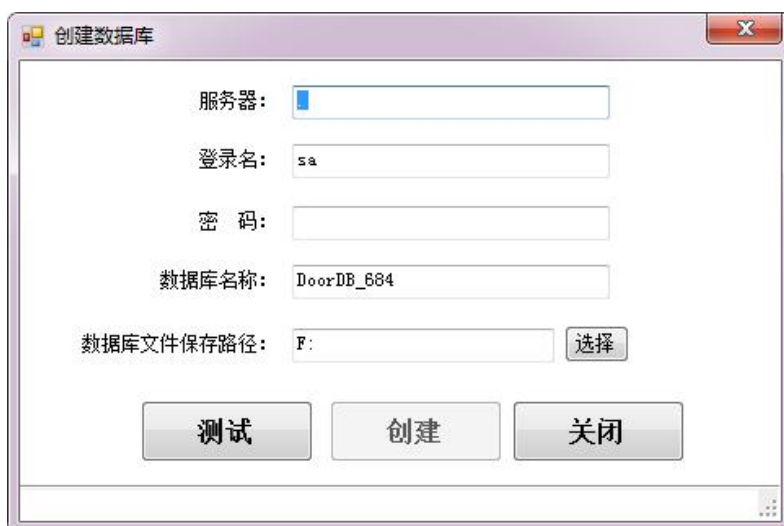 创建数据库
服务器： .
登录名： sa
密 码：
数据库名称： DoorDB_684
数据库文件保存路径： F: 选择
测试 创建 关闭